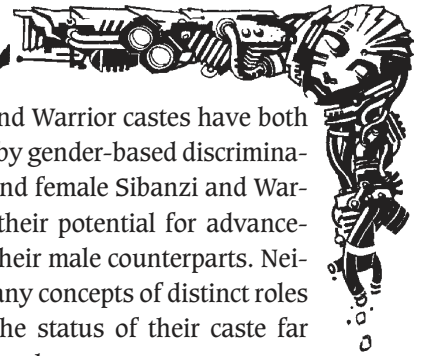 nd Warrior castes have both
by gender-based discrimina-
nd female Sibanzi and War-
their potential for advance-
heir male counterparts. Nei-
any concepts of distinct roles
he status of their caste far